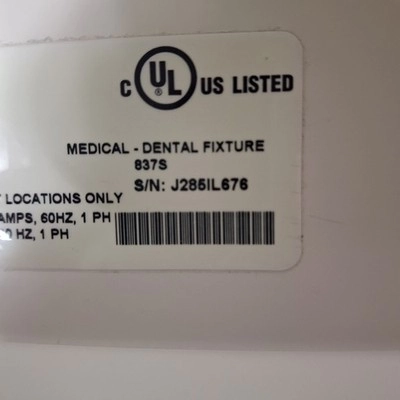 C UL ® US LISTED
MEDICAL - DENTAL FIXTURE
837S
S/N: J285IL676
LOCATIONS ONLY
AMPS, 60HZ, 1 PH
HZ, 1 PH